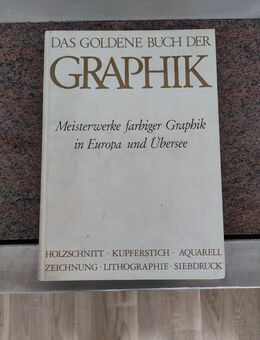 DAS GOLDENE BUCH DER
GRAPHIK
Meisterwerke farbiger Graphik
in Europa und Übersee
HOLZSCHNITT · KUPFERSTICH · AQUARELL
ZEICHNUNG · LITHOGRAPHIE · SIEBDRUCK